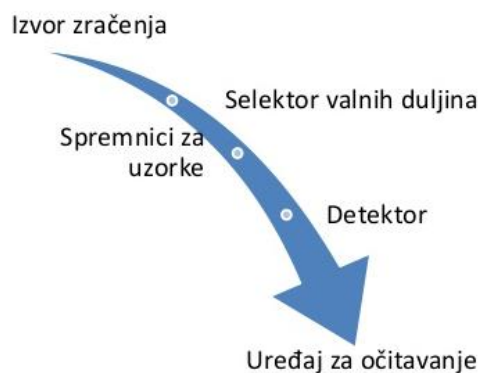 Izvor zračenja
Selektor valnih duljina
Spremnici za
uzorke
Detektor
Uređaj za očitavanje